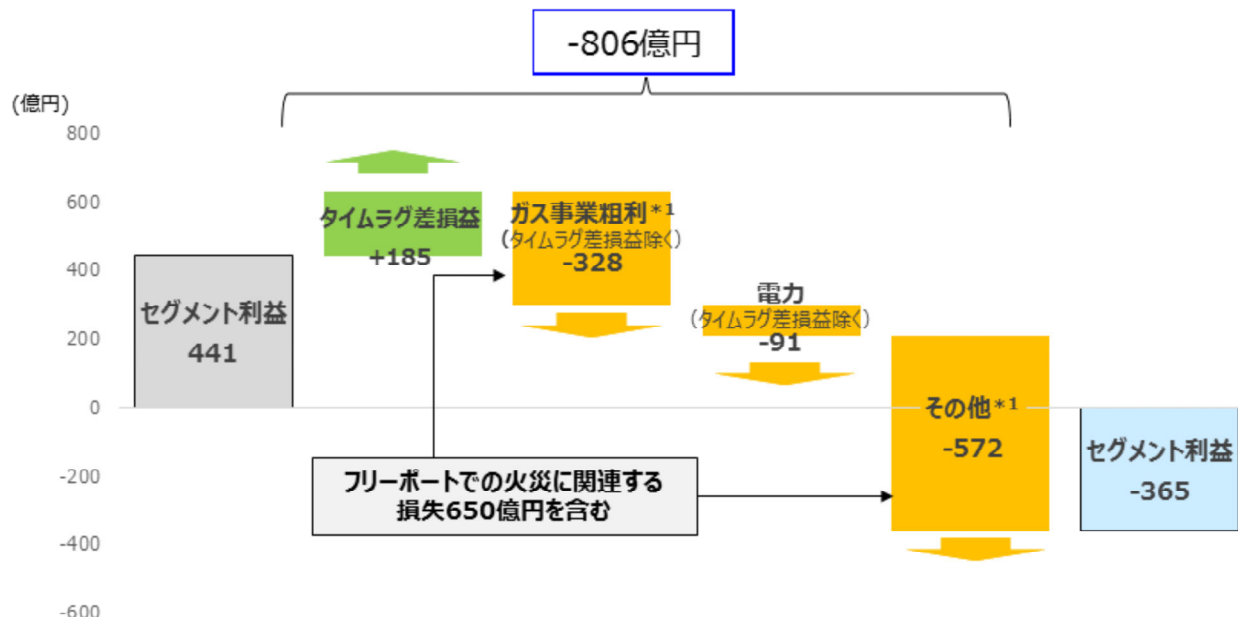 -806億円
(億円)
800
600
400
200
0
-200
-400
-600
セグメント利益
441
タイムラグ差損益
+185
ガス事業粗利*1
(タイムラグ差損益除く)
-328
電力
(タイムラグ差損益除く)
-91
その他*1
-572
セグメント利益
-365
フリーポートでの火災に関連する
損失650億円を含む